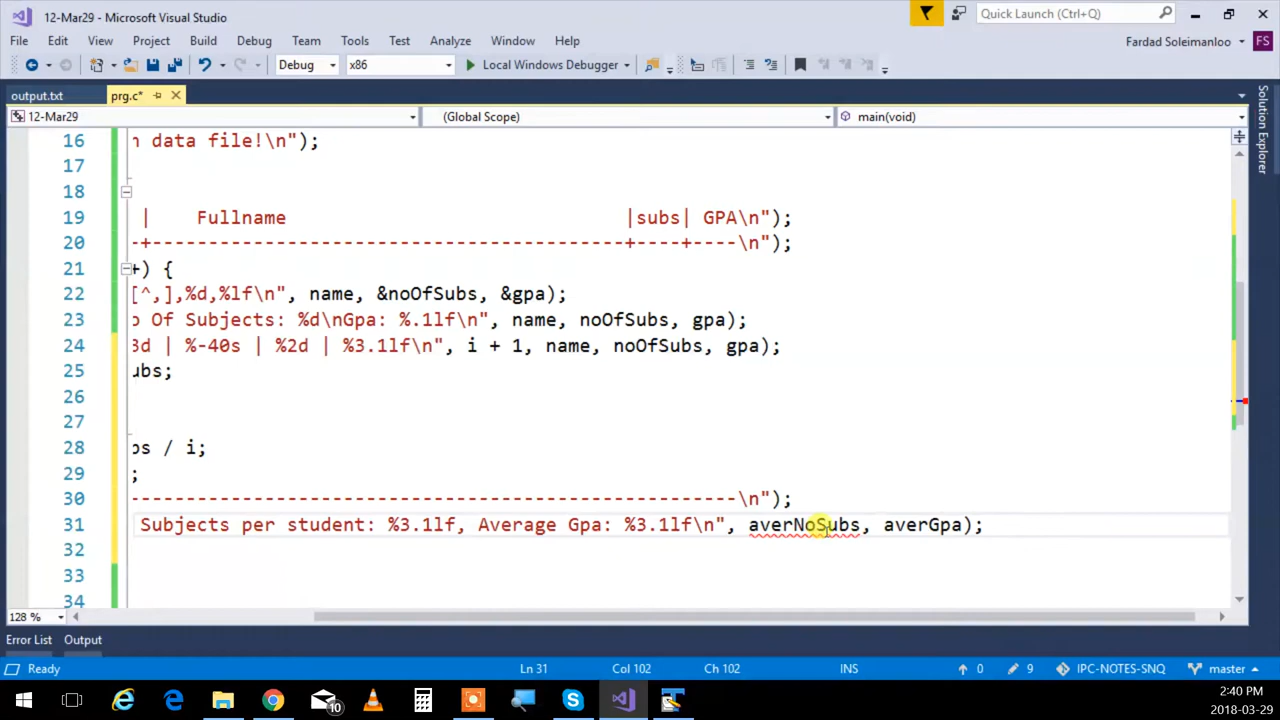 12-Mar29 - Microsoft Visual Studio
Quick Launch (Ctrl+Q)
File Edit View Project Build Debug Team Tools Test Analyze Window Help
Fardad Soleimanloo FS
Debug x86 Local Windows Debugger
output.txt prg.c*
12-Mar29 (Global Scope) main(void)
Solution Explorer
16 n data file!\n");
17
18
19 | Fullname |subs| GPA\n");
20 -+------------------------------------------+----+----\n");
21 +) {
22 [^,],%d,%lf\n", name, &noOfSubs, &gpa);
23 o Of Subjects: %d\nGpa: %.1lf\n", name, noOfSubs, gpa);
24 3d | %-40s | %2d | %3.1lf\n", i + 1, name, noOfSubs, gpa);
25 ubs;
26
27
28 bs / i;
29 ;
30 ------------------------------------------------------\n");
31 Subjects per student: %3.1lf, Average Gpa: %3.1lf\n", averNoSubs, averGpa);
32
33
34
128 %
Error List Output
Ready Ln 31 Col 102 Ch 102 INS 0 9 IPC-NOTES-SNQ master
10
2:40 PM
2018-03-29